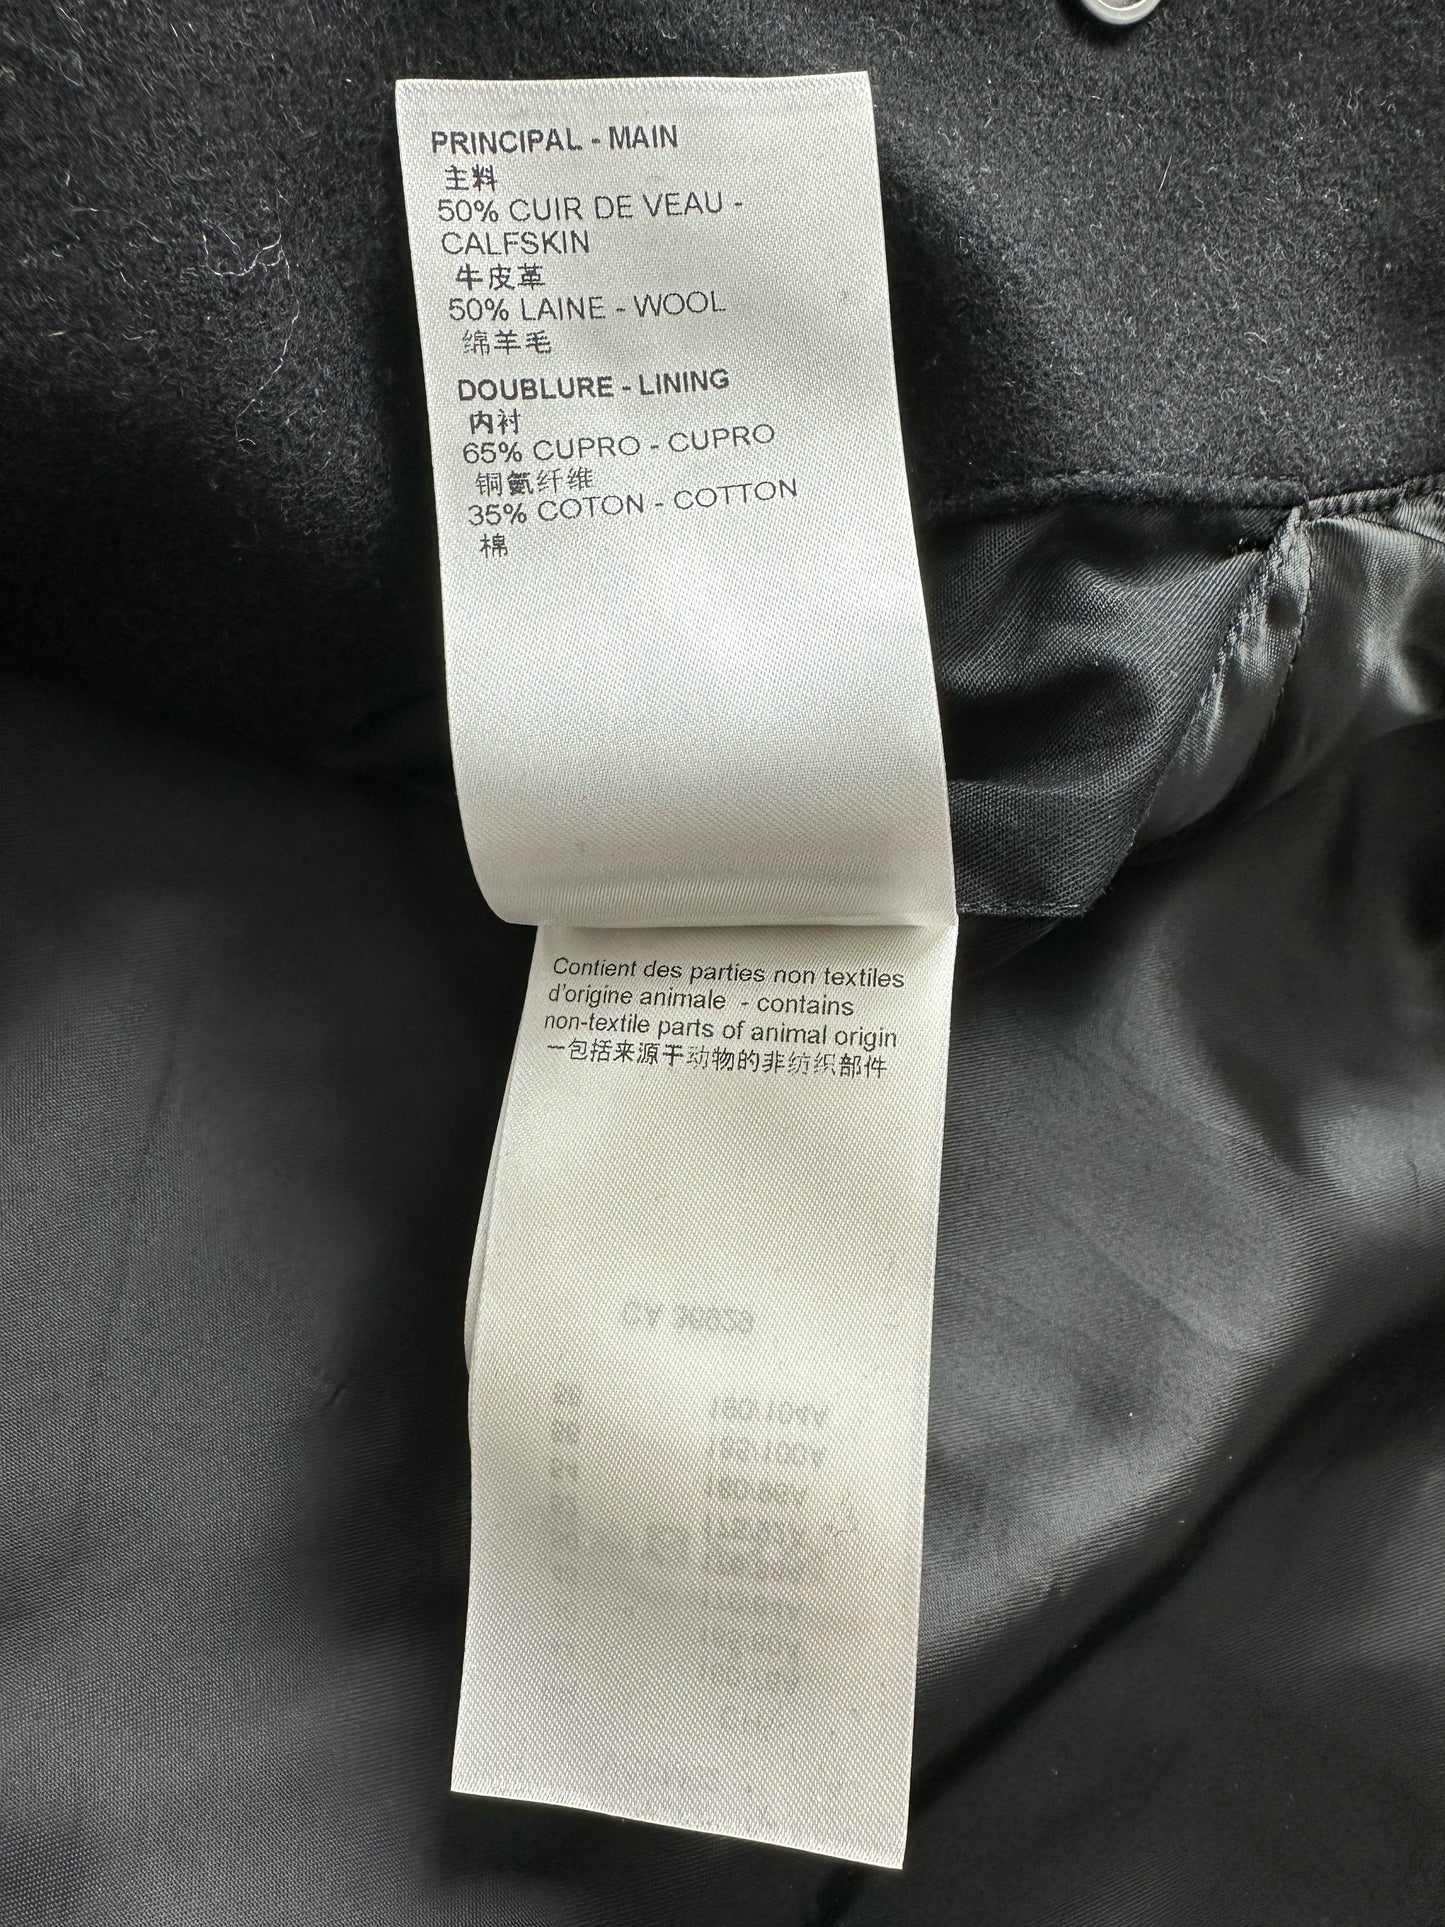 PRINCIPAL - MAIN
主料
50% CUIR DE VEAU -
CALFSKIN
牛皮革
50% LAINE - WOOL
绵羊毛
DOUBLURE - LINING
内衬
65% CUPRO - CUPRO
铜氨纤维
35% COTON - COTTON
棉
Contient des parties non textiles
d'origine animale - contains
non-textile parts of animal origin
一包括来源于动物的非纺织部件